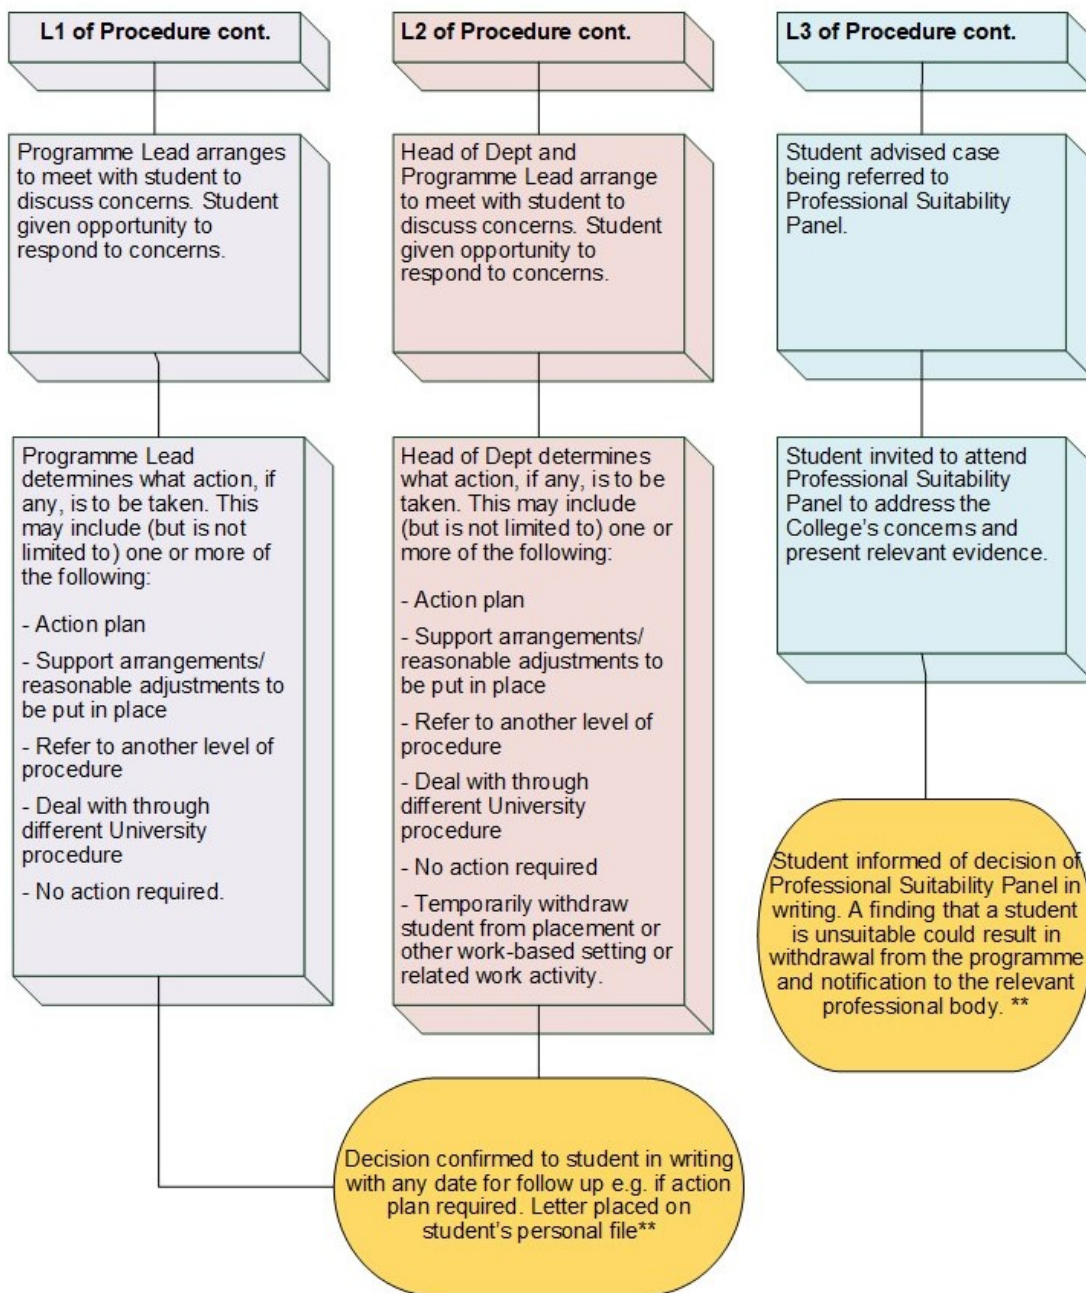 L1 of Procedure cont.
Programme Lead arranges
to meet with student to
discuss concerns. Student
given opportunity to
respond to concerns.
Programme Lead
determines what action, if
any, is to be taken. This
may include (but is not
limited to) one or more of
the following:
- Action plan
- Support arrangements/
reasonable adjustments to
be put in place
- Refer to another level of
procedure
- Deal with through
different University
procedure
- No action required.
L2 of Procedure cont.
Head of Dept and
Programme Lead arrange
to meet with student to
discuss concerns. Student
given opportunity to
respond to concerns.
Head of Dept determines
what action, if any, is to be
taken. This may include
(but is not limited to) one or
more of the following:
- Action plan
- Support arrangements/
reasonable adjustments to
be put in place
- Refer to another level of
procedure
- Deal with through
different University
procedure
- No action required
- Temporarily withdraw
student from placement or
other work-based setting or
related work activity.
Decision confirmed to student in writing
with any date for follow up e.g. if action
plan required. Letter placed on
student's personal file**
L3 of Procedure cont.
Student advised case
being referred to
Professional Suitability
Panel.
Student invited to attend
Professional Suitability
Panel to address the
College's concerns and
present relevant evidence.
Student informed of decision of
Professional Suitability Panel in
writing. A finding that a student
is unsuitable could result in
withdrawal from the programme
and notification to the relevant
professional body. **